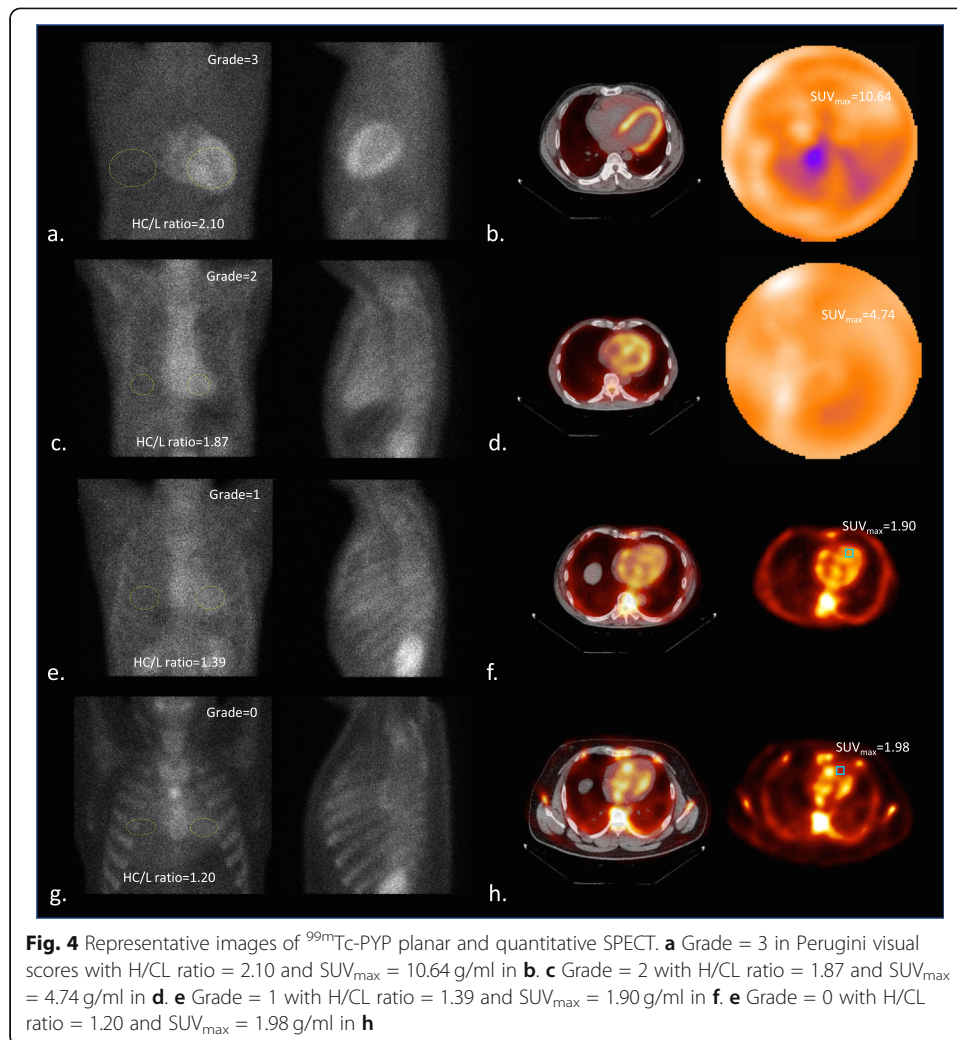 Grade=3
SUVmax=10.64
HC/L ratio=2.10
a.
b.
Grade=2
SUVmax=4.74
HC/L ratio=1.87
c.
d.
Grade=1
SUVmax=1.90
HC/L ratio=1.39
e.
f.
Grade=0
SUVmax=1.98
HC/L ratio=1.20
g.
h.
Fig. 4 Representative images of 99mTc-PYP planar and quantitative SPECT. a Grade = 3 in Perugini visual
scores with H/CL ratio = 2.10 and SUVmax = 10.64 g/ml in b. c Grade = 2 with H/CL ratio = 1.87 and SUVmax
= 4.74 g/ml in d. e Grade = 1 with H/CL ratio = 1.39 and SUVmax = 1.90 g/ml in f. e Grade = 0 with H/CL
ratio = 1.20 and SUVmax = 1.98 g/ml in h